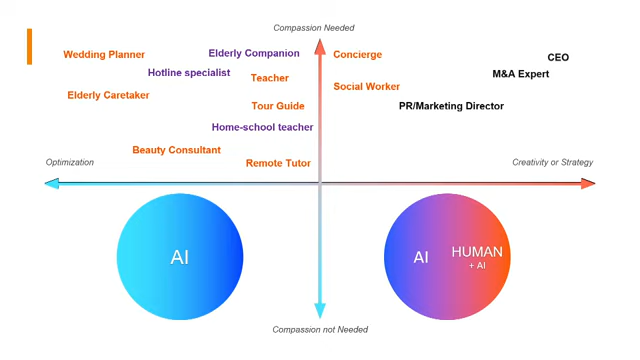 Compassion Needed
Wedding Planner
Elderly Companion
Concierge
CEO
Hotline specialist
Teacher
M&A Expert
Elderly Caretaker
Social Worker
Tour Guide
PR/Marketing Director
Home-school teacher
Beauty Consultant
Optimization
Remote Tutor
Creativity or Strategy
AI
AI
HUMAN
+ AI
Compassion not Needed